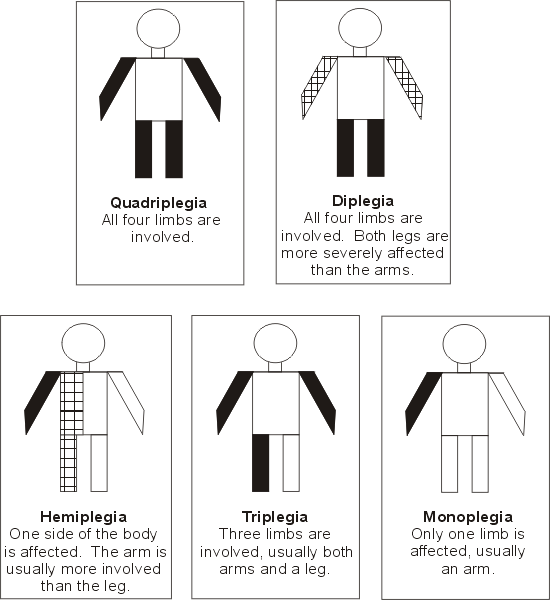 Quadriplegia
All four limbs are
involved.
Diplegia
All four limbs are
involved. Both legs are
more severely affected
than the arms.
Hemiplegia
One side of the body
is affected. The arm is
usually more involved
than the leg.
Triplegia
Three limbs are
involved, usually both
arms and a leg.
Monoplegia
Only one limb is
affected, usually
an arm.